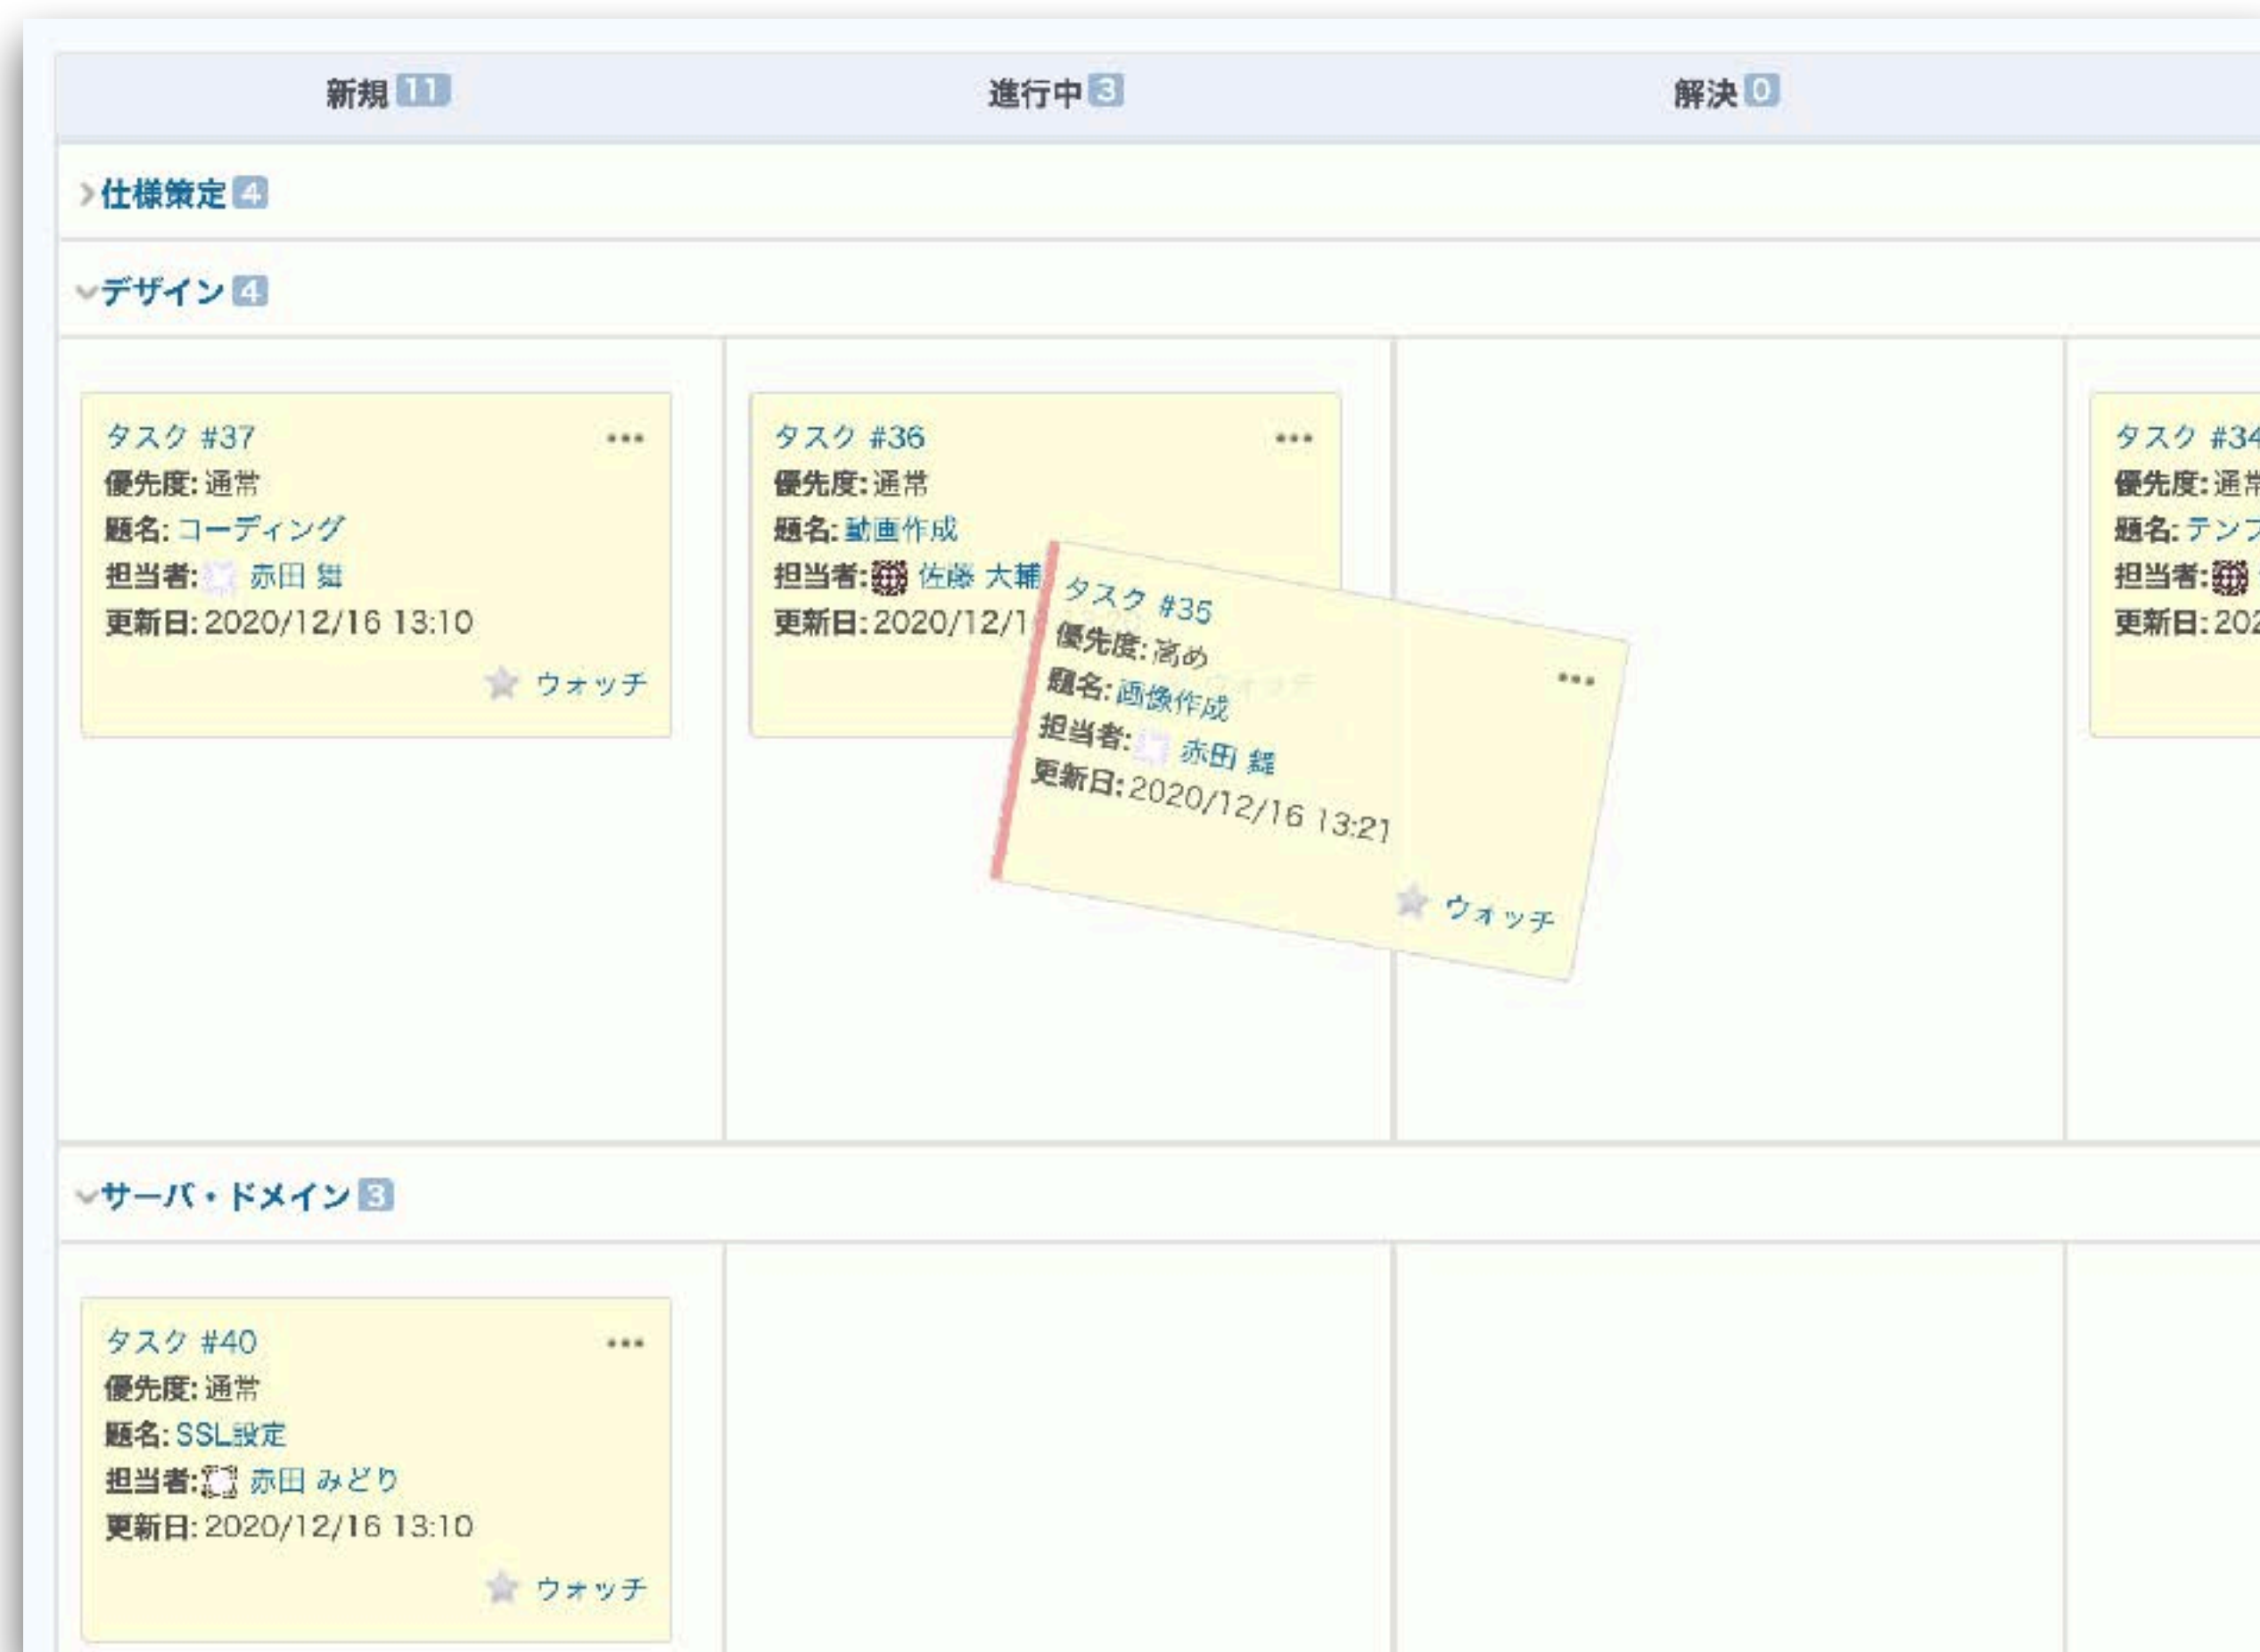 新規 11
進行中 3
解決 0
仕様策定 4
デザイン 4
タスク #37
優先度: 通常
題名: コーディング
担当者: 赤田 舞
更新日: 2020/12/16 13:10
ウォッチ
タスク #36
優先度: 通常
題名: 動画作成
担当者: 佐藤 大輔
更新日: 2020/12/1
タスク #35
優先度: 高め
題名: 画像作成
担当者: 赤田 舞
更新日: 2020/12/16 13:21
ウォッチ
タスク #34
優先度: 通常
題名: テンプ
担当者:
更新日: 202
サーバ・ドメイン 3
タスク #40
優先度: 通常
題名: SSL設定
担当者: 赤田 みどり
更新日: 2020/12/16 13:10
ウォッチ